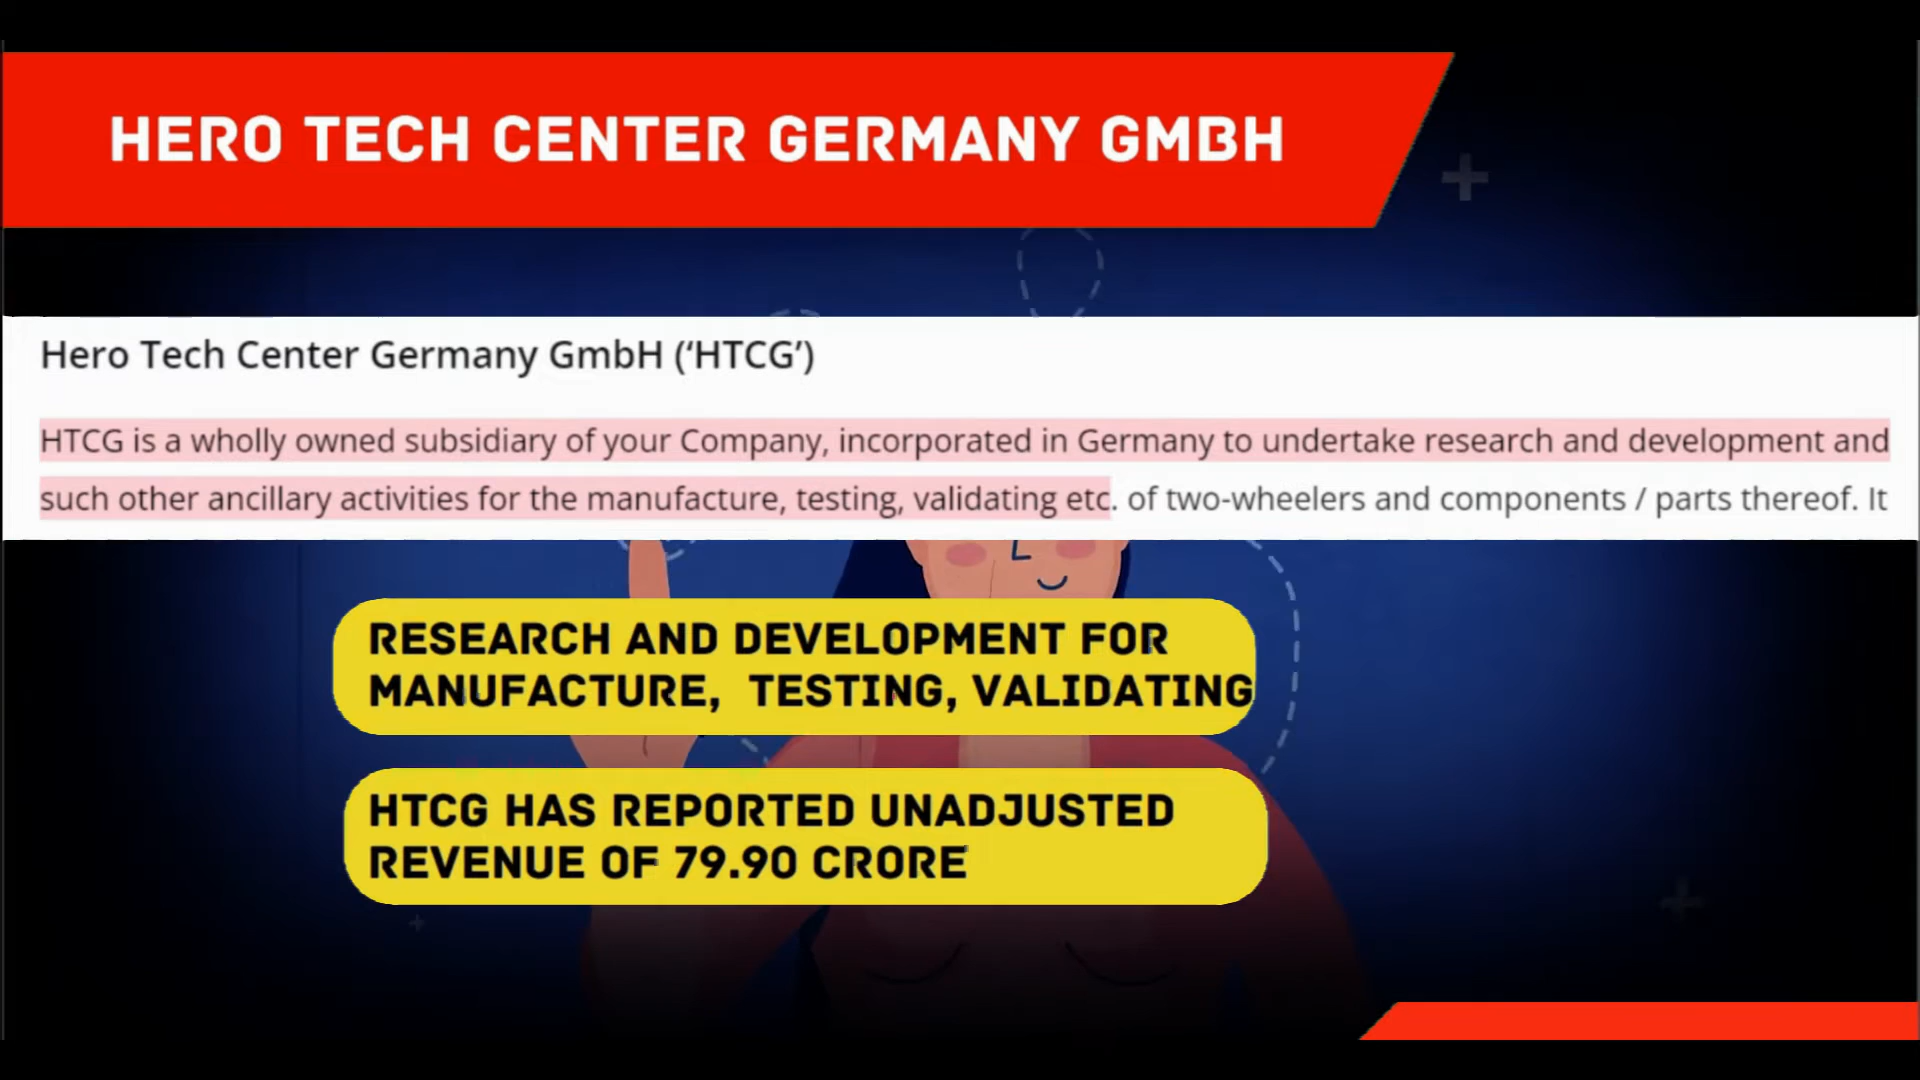 HERO TECH CENTER GERMANY GMBH
Hero Tech Center Germany GmbH (‘HTCG’)
HTCG is a wholly owned subsidiary of your Company, incorporated in Germany to undertake research and development and
such other ancillary activities for the manufacture, testing, validating etc. of two-wheelers and components / parts thereof. It
RESEARCH AND DEVELOPMENT FOR
MANUFACTURE, TESTING, VALIDATING
HTCG HAS REPORTED UNADJUSTED
REVENUE OF 79.90 CRORE